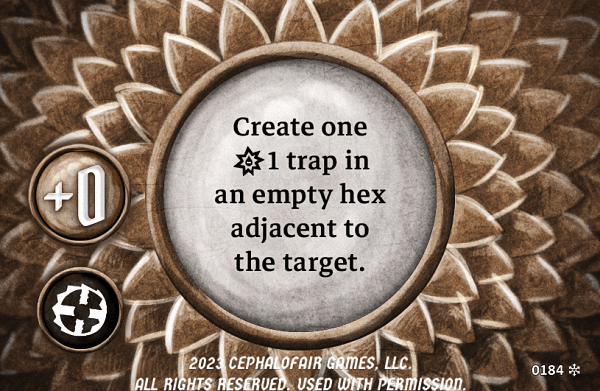 Create one
1 trap in
an empty hex
adjacent to
the target.
+0
2023 CEPHALOFAIR GAMES, LLC.
ALL RIGHTS RESERVED. USED WITH PERMISSION.
0184